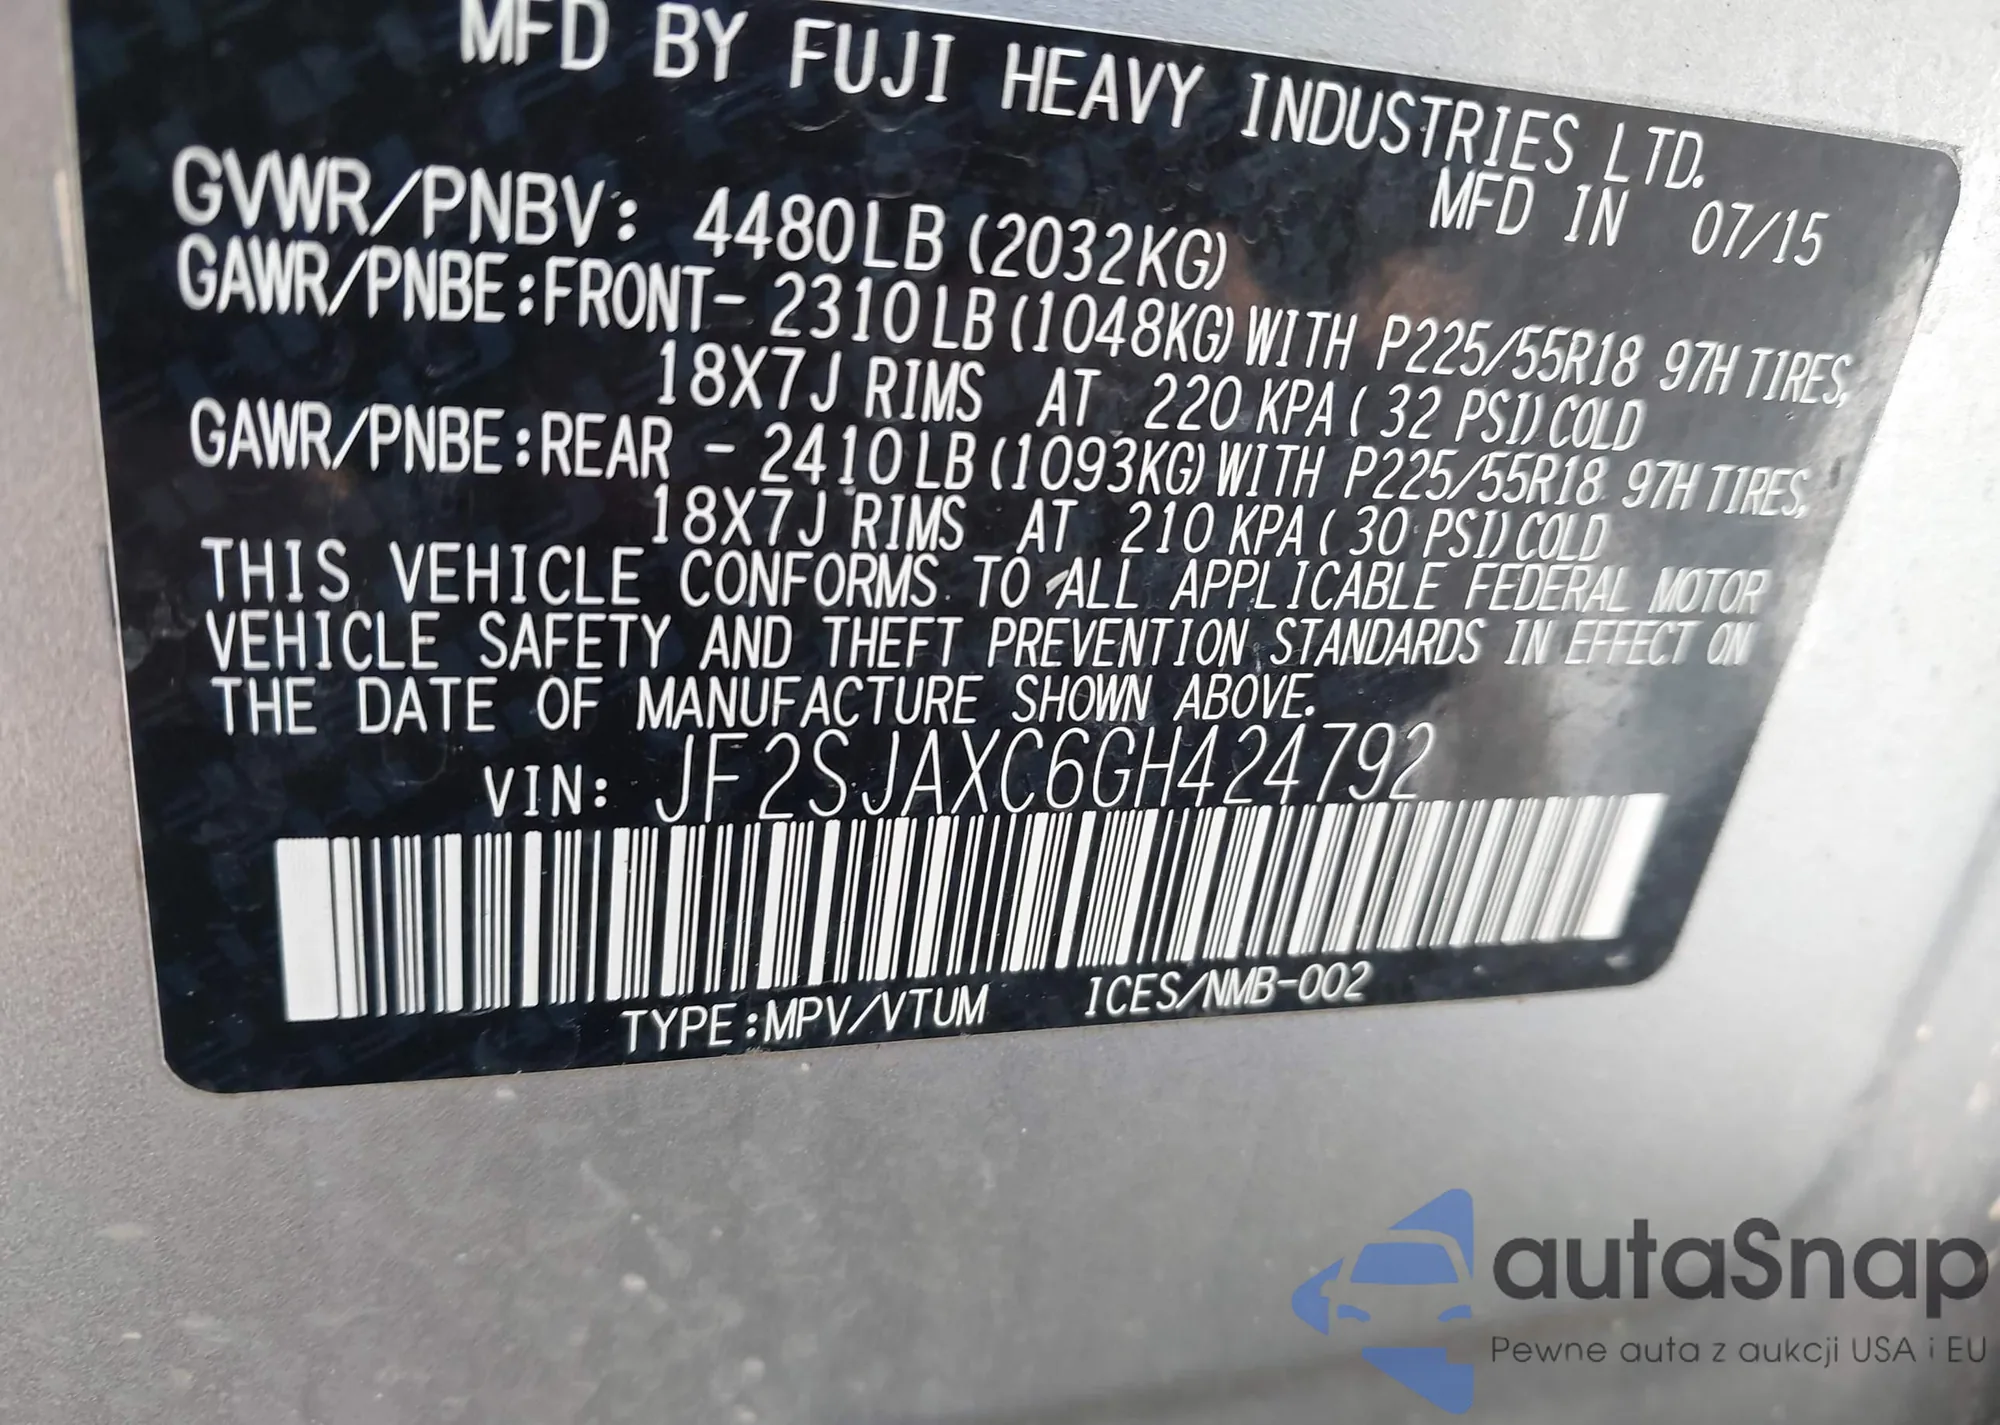 MFD BY FUJI HEAVY INDUSTRIES LTD.
MFD IN 07/15
GVWR/PNBV: 4480LB (2032KG)
GAWR/PNBE:FRONT- 2310LB(1048KG)WITH P225/55R18 97H TIRES,
18X7J RIMS AT 220 KPA( 32 PSI)COLD
GAWR/PNBE:REAR - 2410LB(1093KG)WITH P225/55R18 97H TIRES,
18X7J RIMS AT 210 KPA( 30 PSI)COLD
THIS VEHICLE CONFORMS TO ALL APPLICABLE FEDERAL MOTOR
VEHICLE SAFETY AND THEFT PREVENTION STANDARDS IN EFFECT ON
THE DATE OF MANUFACTURE SHOWN ABOVE.
VIN: JF2SJAXC6GH424792
TYPE:MPV/VTUM ICES/NMB-002
autaSnap
Pewne auta z aukcji USA i EU